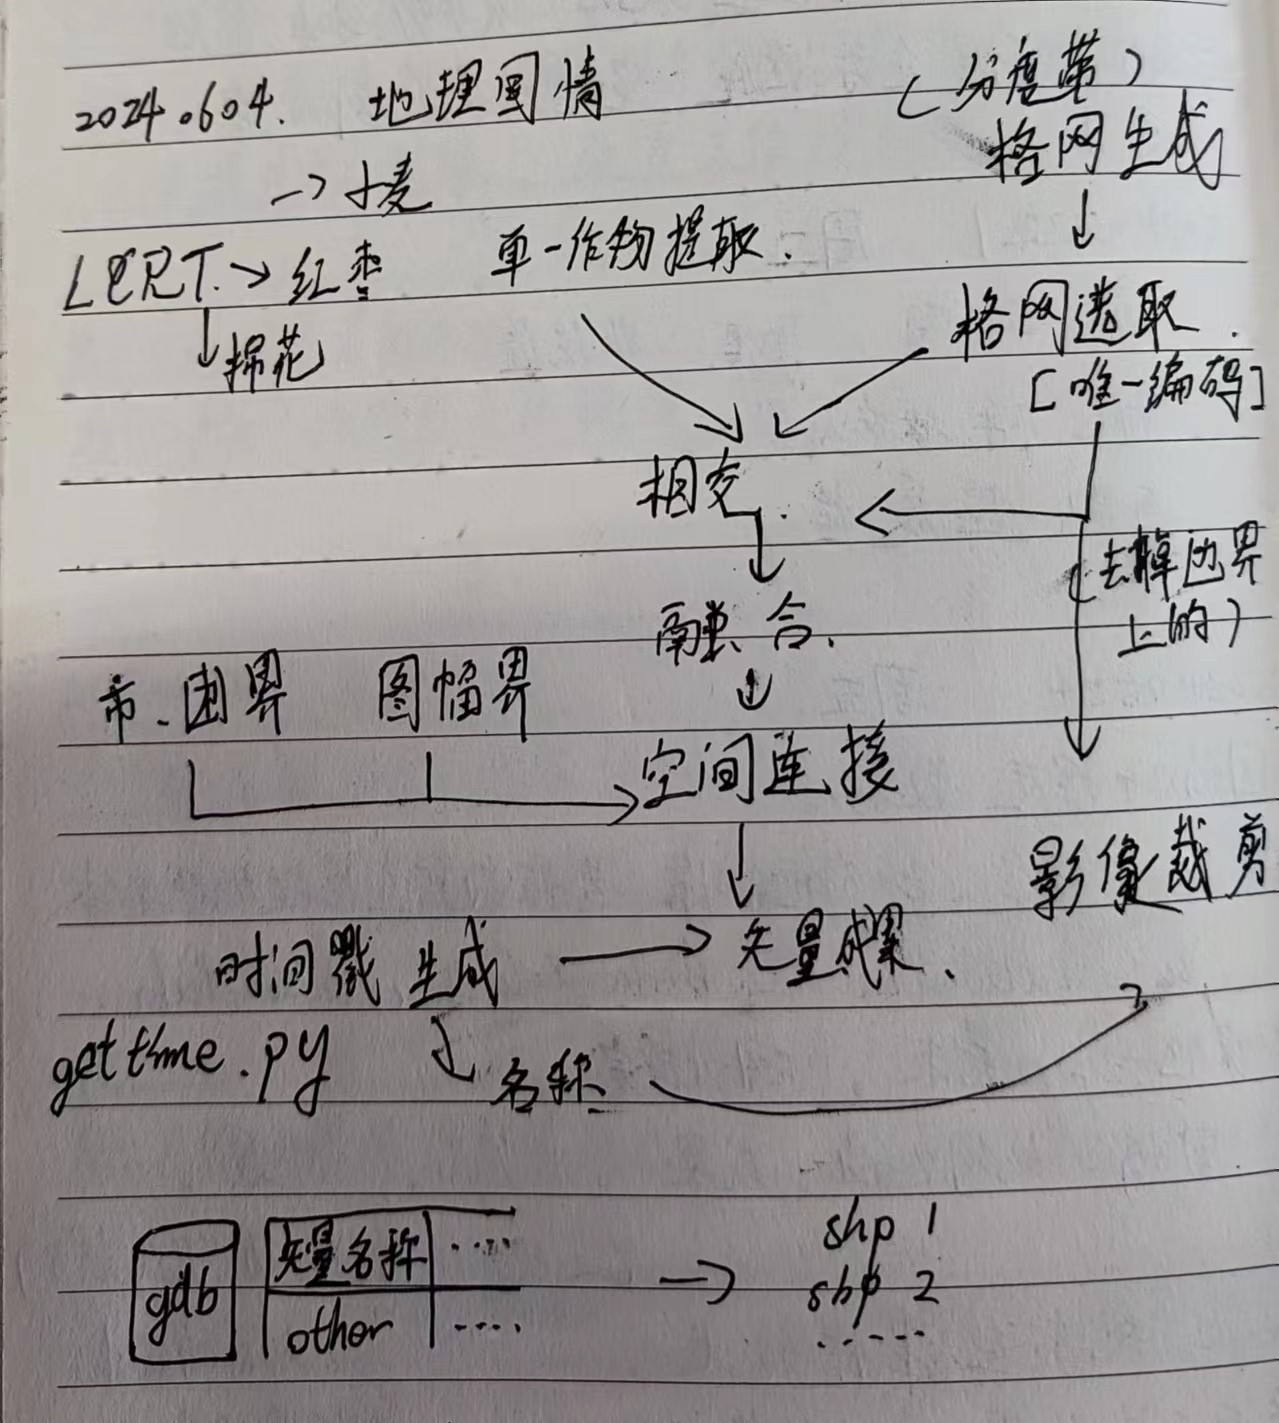 2024.604. 地理国情
(分度带)
格网生成
→小麦
LCRT.→红枣 单一作物提取.
↓棉花
格网选取.
[唯一编码]
相交.
(去掉边界
上的)
融合.
市、团界 图幅界
空间连接
影像裁剪
时间戳生成 → 矢量成果、
gettime.py
名称
gdb 矢量名称 ....
other ....
→ shp 1
shp 2
.....